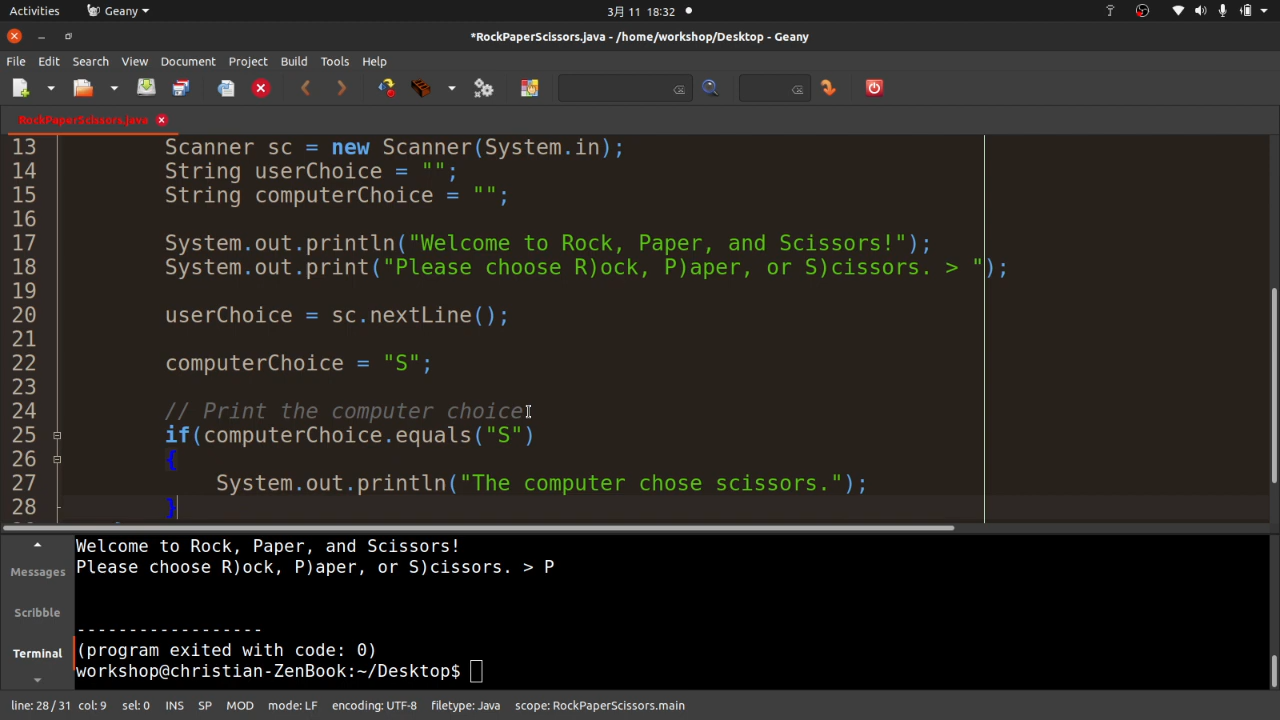 Activities Geany 3月 11 18:32
*RockPaperScissors.java - /home/workshop/Desktop - Geany
File Edit Search View Document Project Build Tools Help
RockPaperScissors.java
13 Scanner sc = new Scanner(System.in);
14 String userChoice = "";
15 String computerChoice = "";
16
17 System.out.println("Welcome to Rock, Paper, and Scissors!");
18 System.out.print("Please choose R)ock, P)aper, or S)cissors. > ");
19
20 userChoice = sc.nextLine();
21
22 computerChoice = "S";
23
24 // Print the computer choice
25 if(computerChoice.equals("S")
26 {
27 System.out.println("The computer chose scissors.");
28 }
Welcome to Rock, Paper, and Scissors!
Messages Please choose R)ock, P)aper, or S)cissors. > P
Scribble
------------------
Terminal (program exited with code: 0)
workshop@christian-ZenBook:~/Desktop$
line: 28 / 31 col: 9 sel: 0 INS SP MOD mode: LF encoding: UTF-8 filetype: Java scope: RockPaperScissors.main